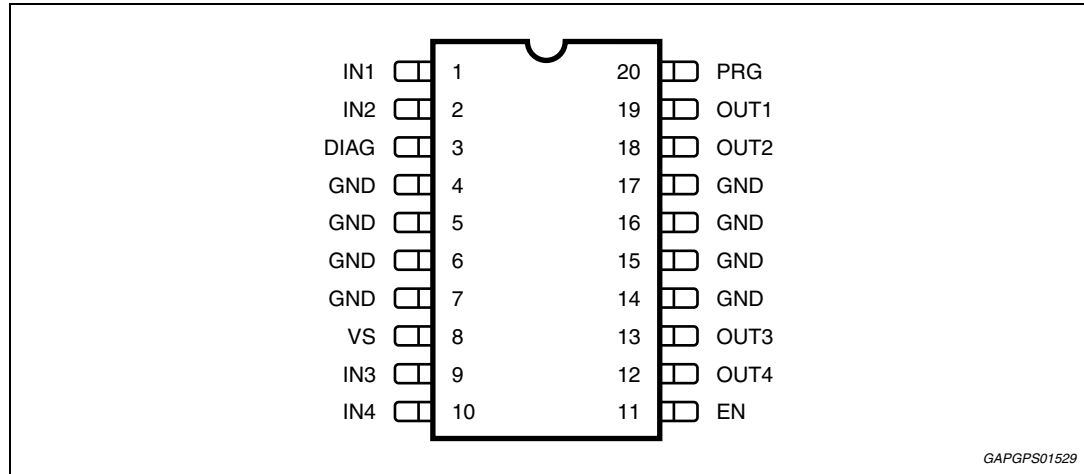 IN1 1 20 PRG
IN2 2 19 OUT1
DIAG 3 18 OUT2
GND 4 17 GND
GND 5 16 GND
GND 6 15 GND
GND 7 14 GND
VS 8 13 OUT3
IN3 9 12 OUT4
IN4 10 11 EN
GAPGPS01529